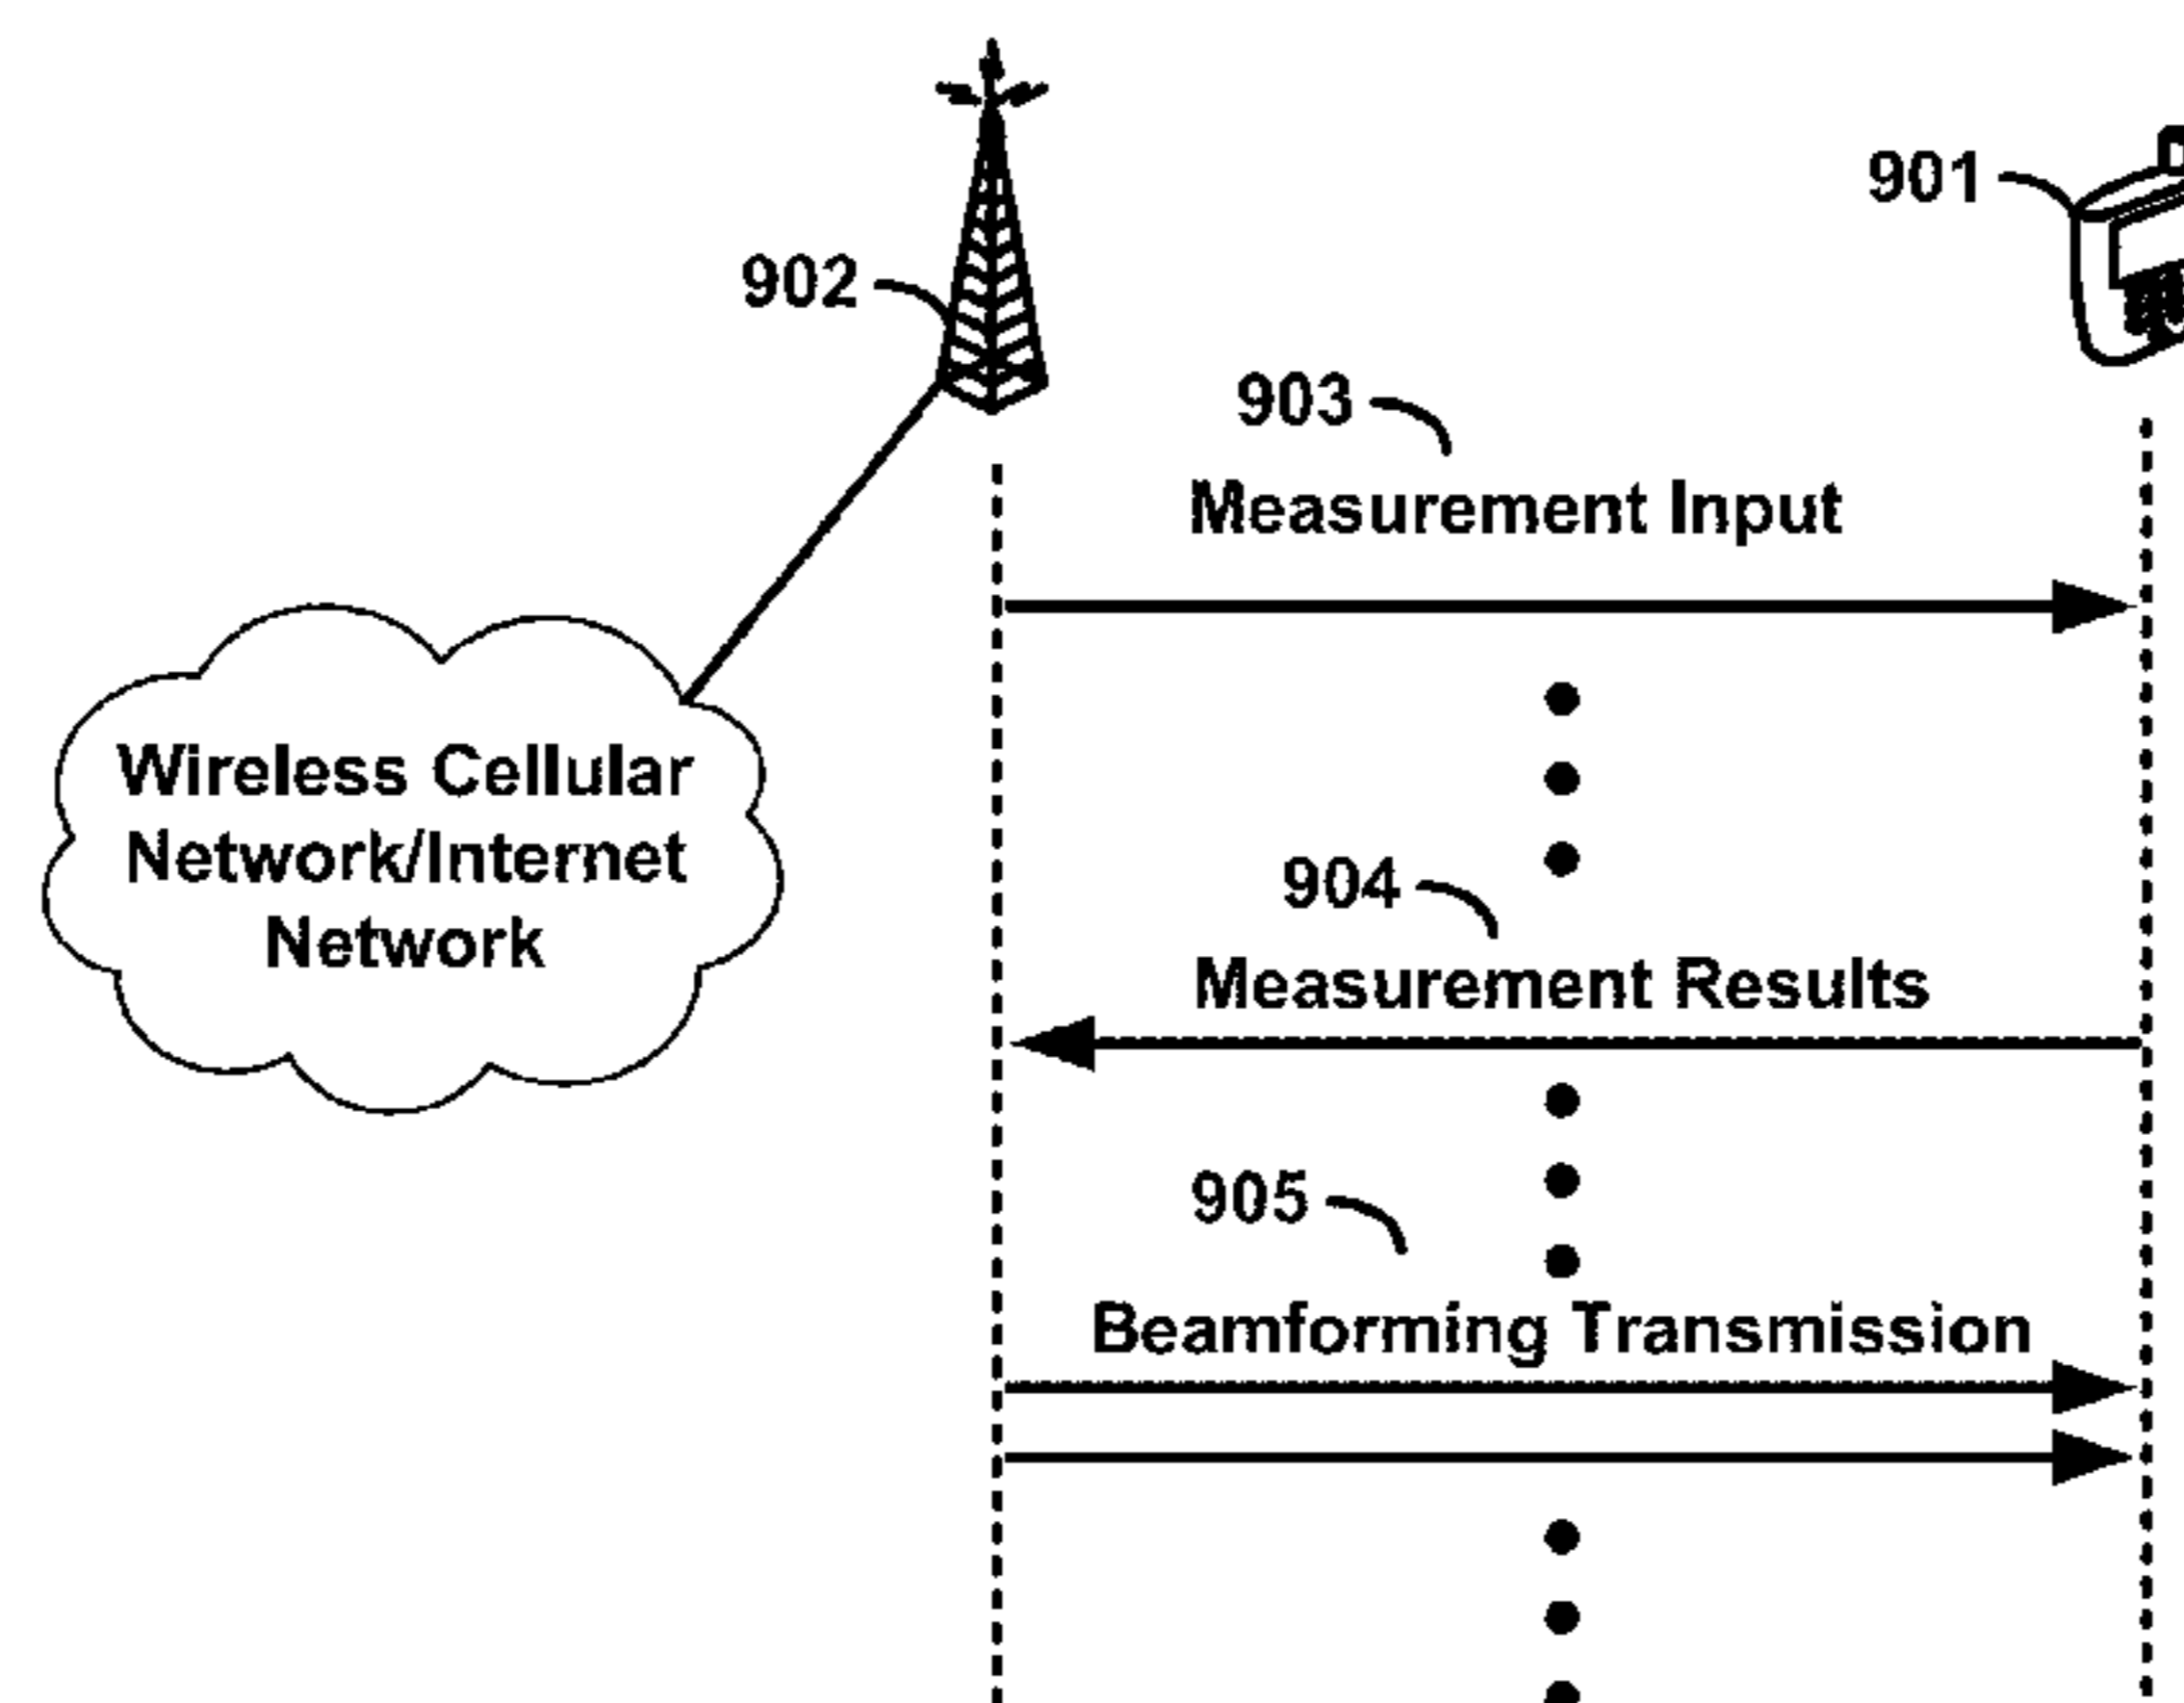 901
902
903
Measurement Input
Wireless Cellular
Network/Internet
Network
904
Measurement Results
905
Beamforming Transmission